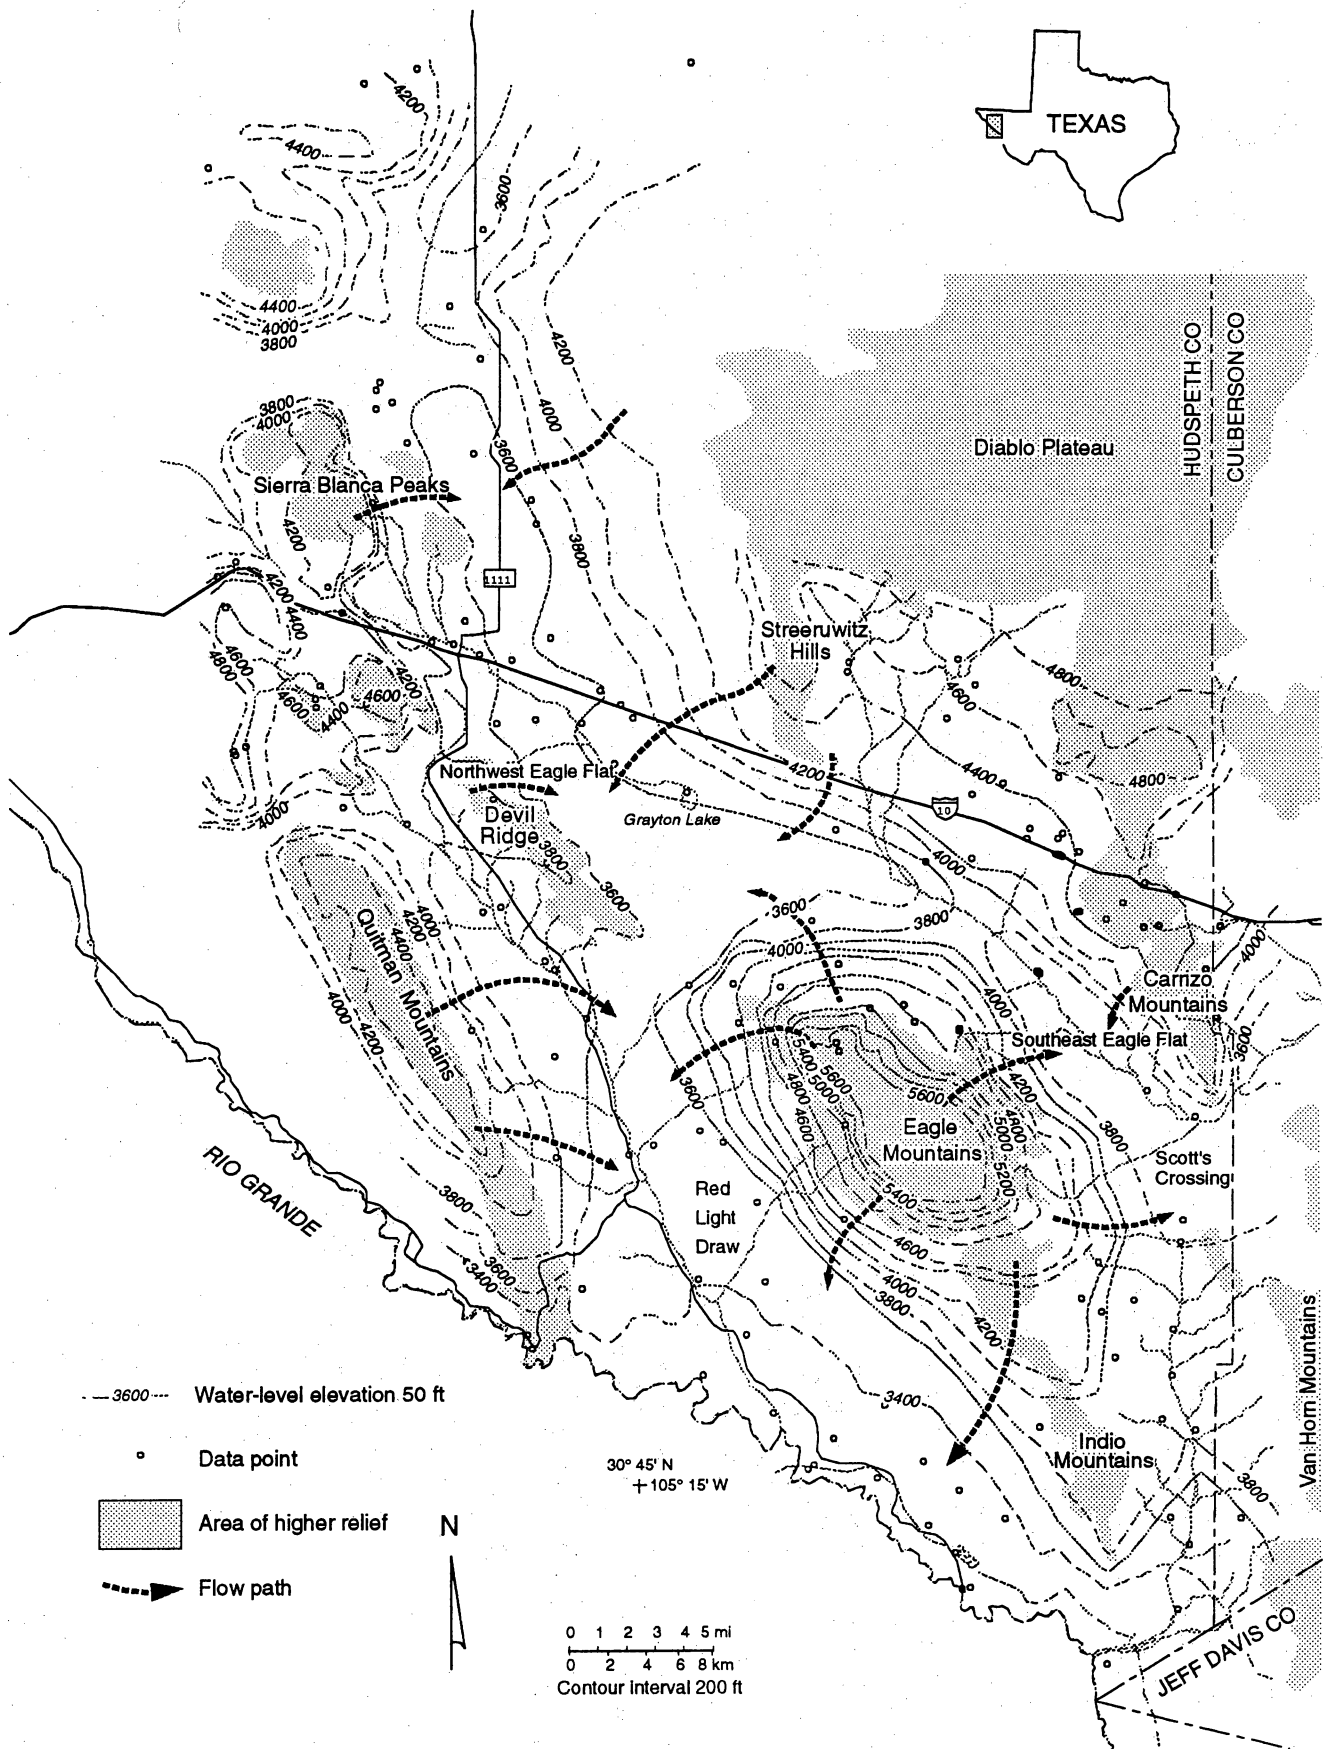 4200
4400
TEXAS
3600
4400
4000
3800
4200
HUDSPETH CO
CULBERSON CO
3800
4000
4000
3600
Diablo Plateau
Sierra Blanca Peaks
4200
3800
1111
4200
4400
Streeruwitz
Hills
4600
4800
4600
4400
4600
4200
4800
4600
Northwest Eagle Flat
4200
4400
4800
10
4000
Devil
Ridge
Grayton Lake
3800
4000
3600
3600
3800
4000
Quitman Mountains
4000
4200
4400
4000
Carrizo
Mountains
4000
4000
4200
Southeast Eagle Flat
3600
3600
5400
5600
5000
4800
4600
5600
4200
4800
5000
5200
3800
Eagle
Mountains
Scott's
Crossing
RIO GRANDE
3800
3600
3400
Red
Light
Draw
5400
4600
4000
3800
4200
Van Horn Mountains
3600
Water-level elevation 50 ft
3400
Data point
30° 45' N
105° 15' W
Indio
Mountains
3800
Area of higher relief
N
Flow path
0 1 2 3 4 5 mi
0 2 4 6 8 km
Contour interval 200 ft
JEFF DAVIS CO